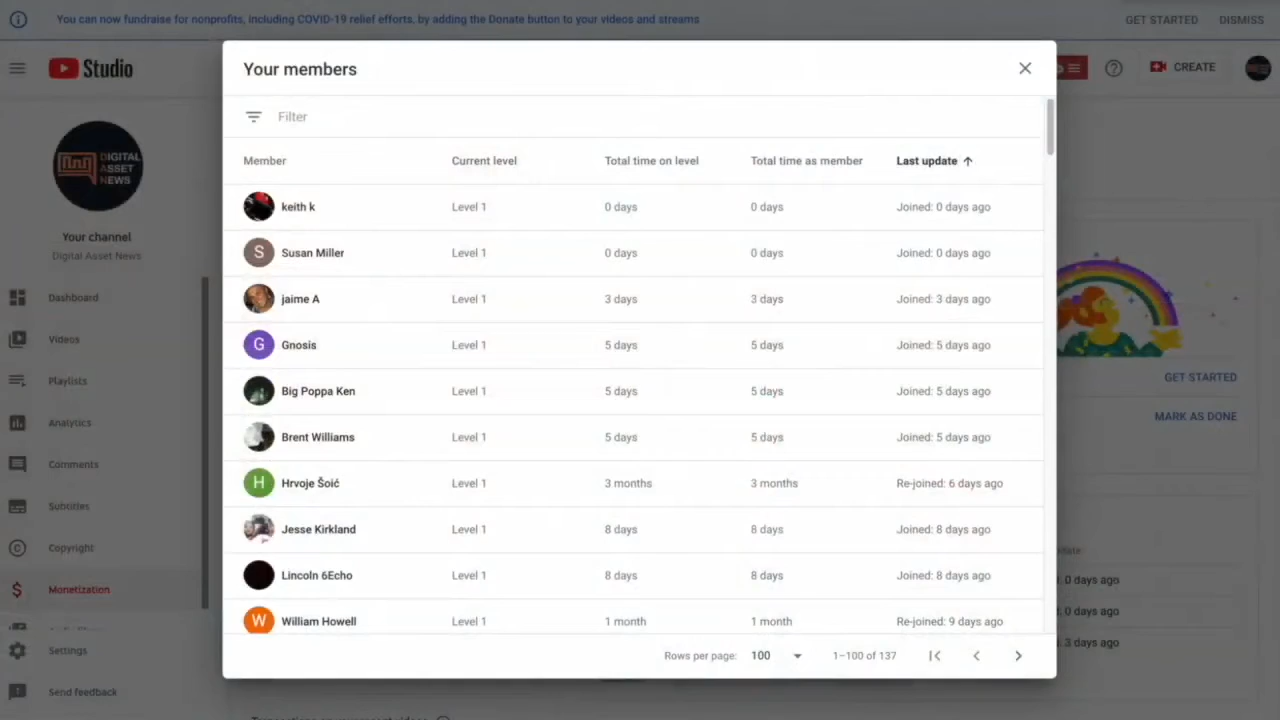 You can now fundraise for nonprofits, including COVID-19 relief efforts, by adding the Donate button to your videos and streams
GET STARTED DISMISS
Studio
CREATE
Your members
Filter
Member Current level Total time on level Total time as member Last update
keith k Level 1 0 days 0 days Joined: 0 days ago
S Susan Miller Level 1 0 days 0 days Joined: 0 days ago
jaime A Level 1 3 days 3 days Joined: 3 days ago
G Gnosis Level 1 5 days 5 days Joined: 5 days ago
Big Poppa Ken Level 1 5 days 5 days Joined: 5 days ago
Brent Williams Level 1 5 days 5 days Joined: 5 days ago
H Hrvoje Šoić Level 1 3 months 3 months Re-joined: 6 days ago
Jesse Kirkland Level 1 8 days 8 days Joined: 8 days ago
Lincoln 6Echo Level 1 8 days 8 days Joined: 8 days ago
W William Howell Level 1 1 month 1 month Re-joined: 9 days ago
Rows per page: 100 1–100 of 137
DIGITAL
ASSET
NEWS
Your channel
Digital Asset News
Dashboard
Videos
Playlists
Analytics
Comments
Subtitles
Copyright
Monetization
Settings
Send feedback
GET STARTED
MARK AS DONE
0 days ago
0 days ago
3 days ago